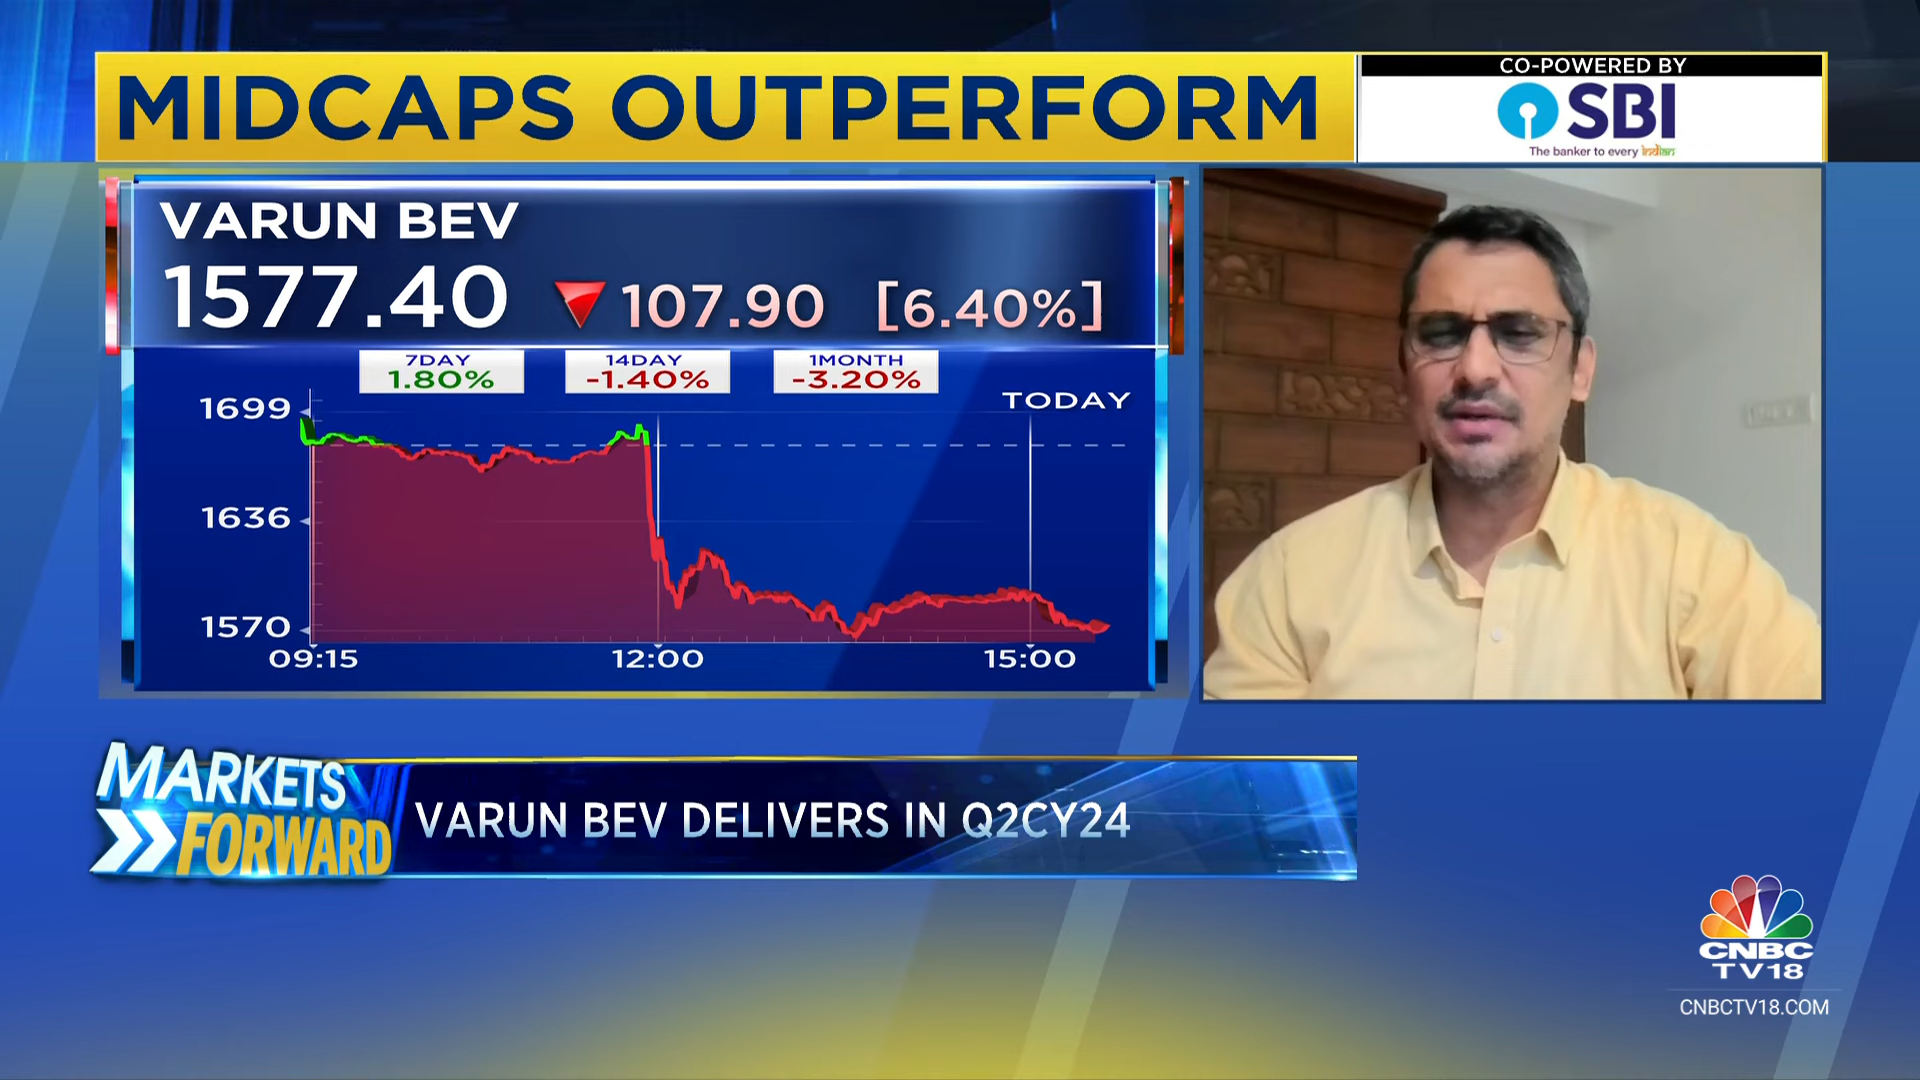 MIDCAPS OUTPERFORM
CO-POWERED BY
SBI
The banker to every indian
VARUN BEV
1577.40 ▼ 107.90 [6.40%]
7DAY
1.80%
14DAY
-1.40%
1MONTH
-3.20%
TODAY
1699
1636
1570
09:15
12:00
15:00
MARKETS
FORWARD
VARUN BEV DELIVERS IN Q2CY24
CNBC
TV18
CNBCTV18.COM